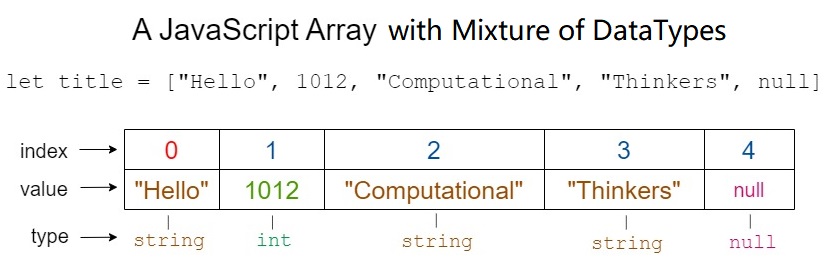 A JavaScript Array with Mixture of DataTypes
let title = ["Hello", 1012, "Computational", "Thinkers", null]
index 0 1 2 3 4
value "Hello" 1012 "Computational" "Thinkers" null
type string int string string null